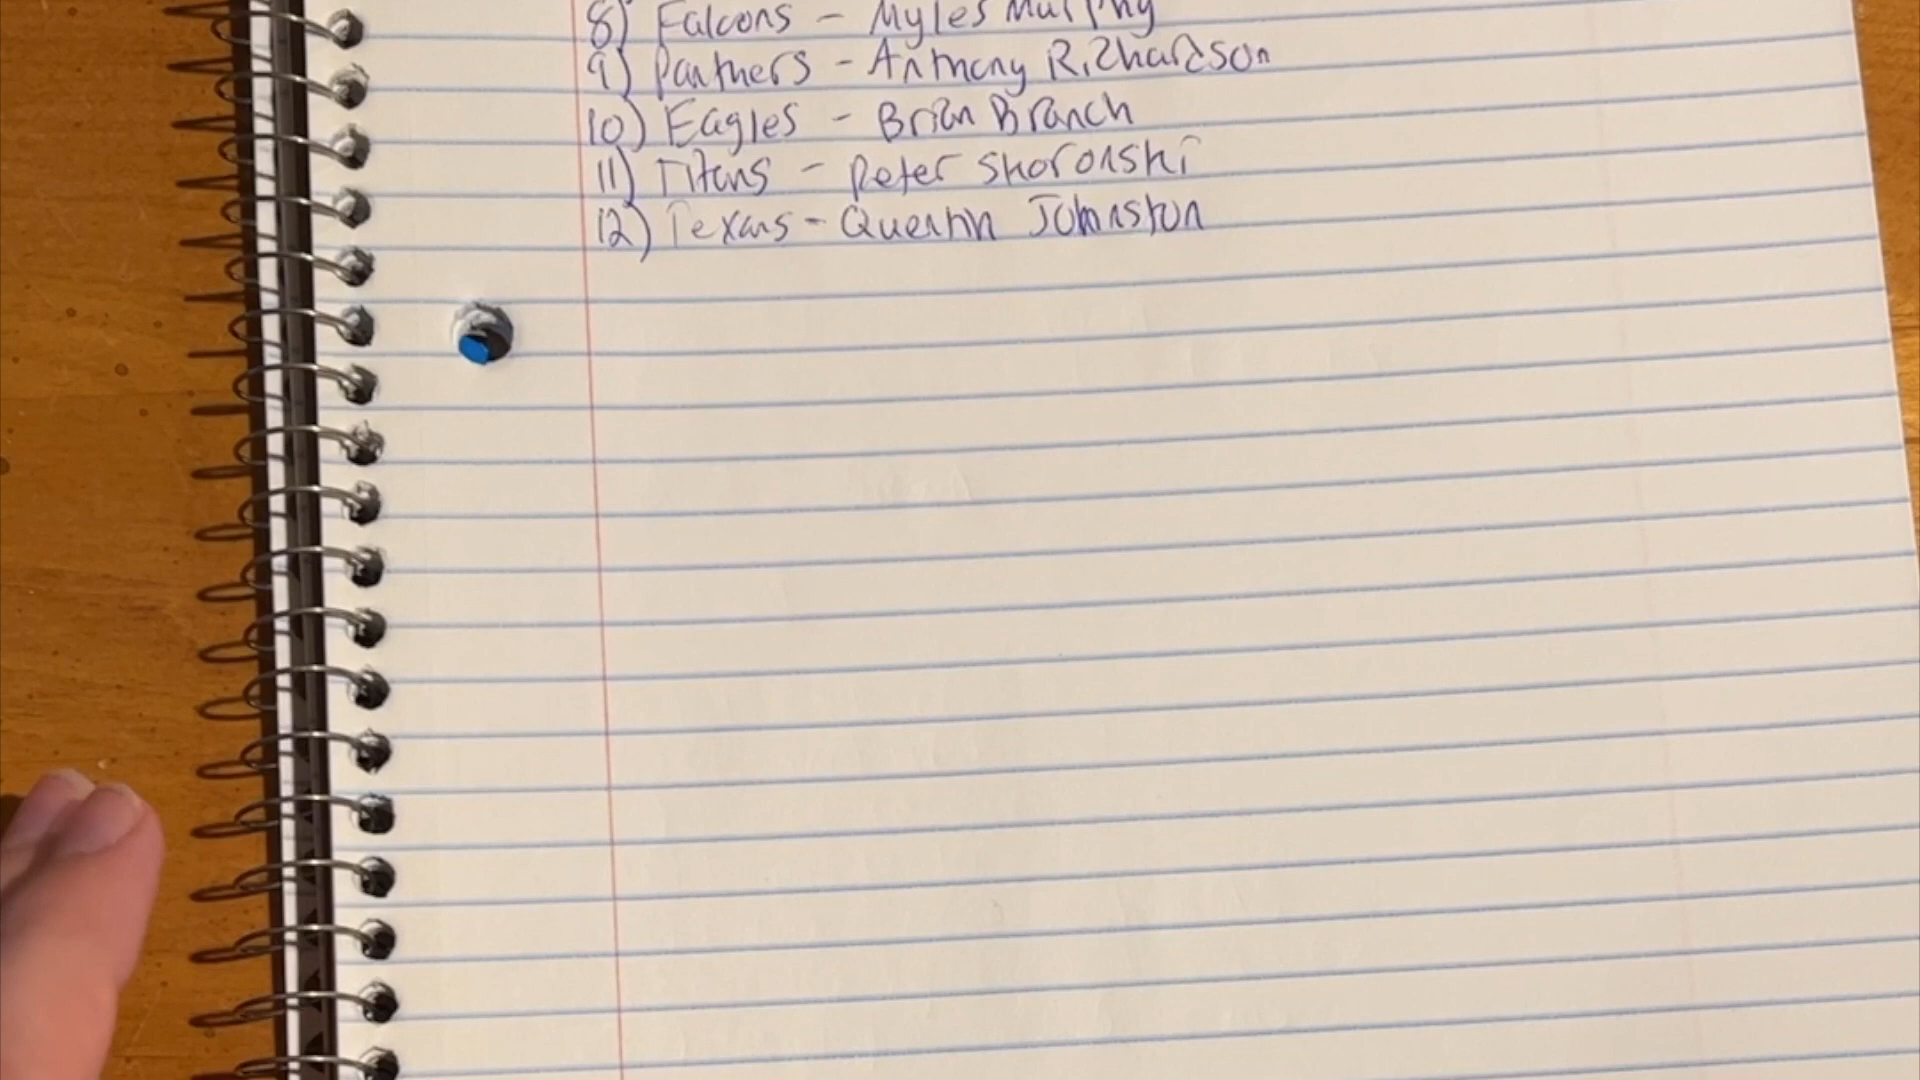 8) Falcons - Myles Murphy
9) Panthers - Anthony Richardson
10) Eagles - Brian Branch
11) Titans - Peter Skoronski
12) Texans - Quentin Johnston